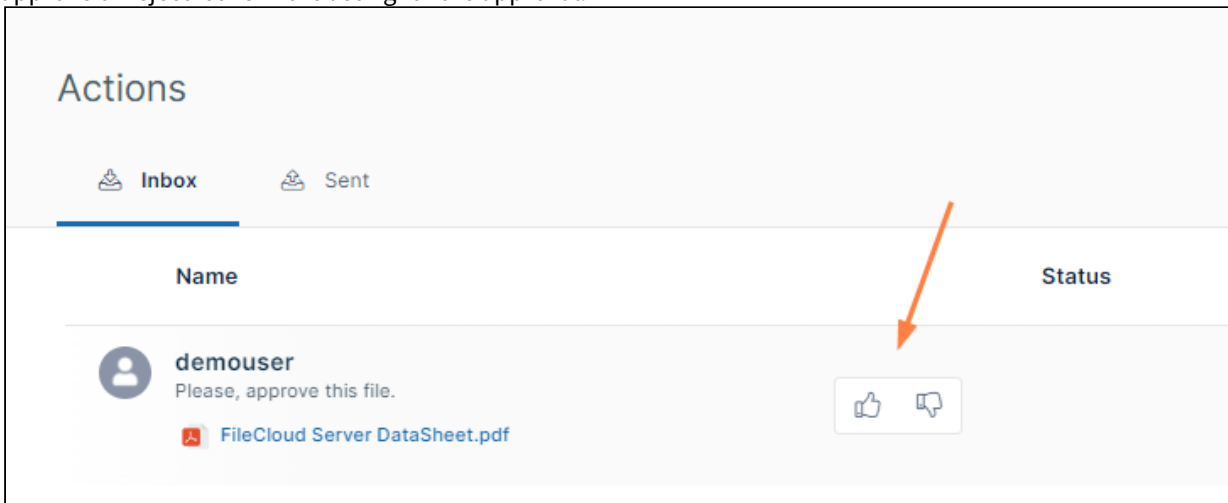 Actions
Inbox Sent
Name Status
demouser
Please, approve this file.
FileCloud Server DataSheet.pdf